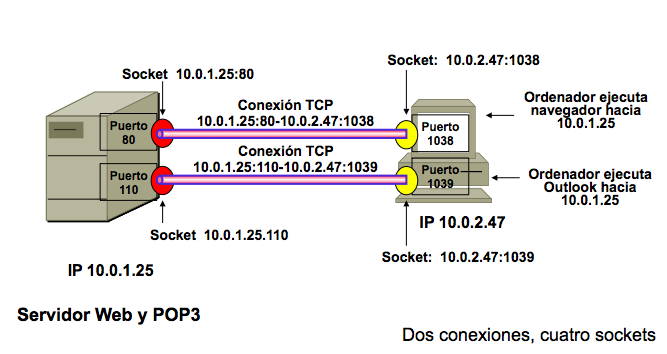 Socket: 10.0.2.47:1038
Socket 10.0.1.25:80
Conexión TCP
10.0.1.25:80-10.0.2.47:1038
Ordenador ejecuta
navegador hacia
10.0.1.25
Puerto
80
Puerto
1038
Conexión TCP
10.0.1.25:110-10.0.2.47:1039
Puerto
110
Puerto
1039
Ordenador ejecuta
Outlook hacia
10.0.1.25
Socket 10.0.1.25.110
IP 10.0.2.47
Socket: 10.0.2.47:1039
IP 10.0.1.25
Servidor Web y POP3
Dos conexiones, cuatro sockets